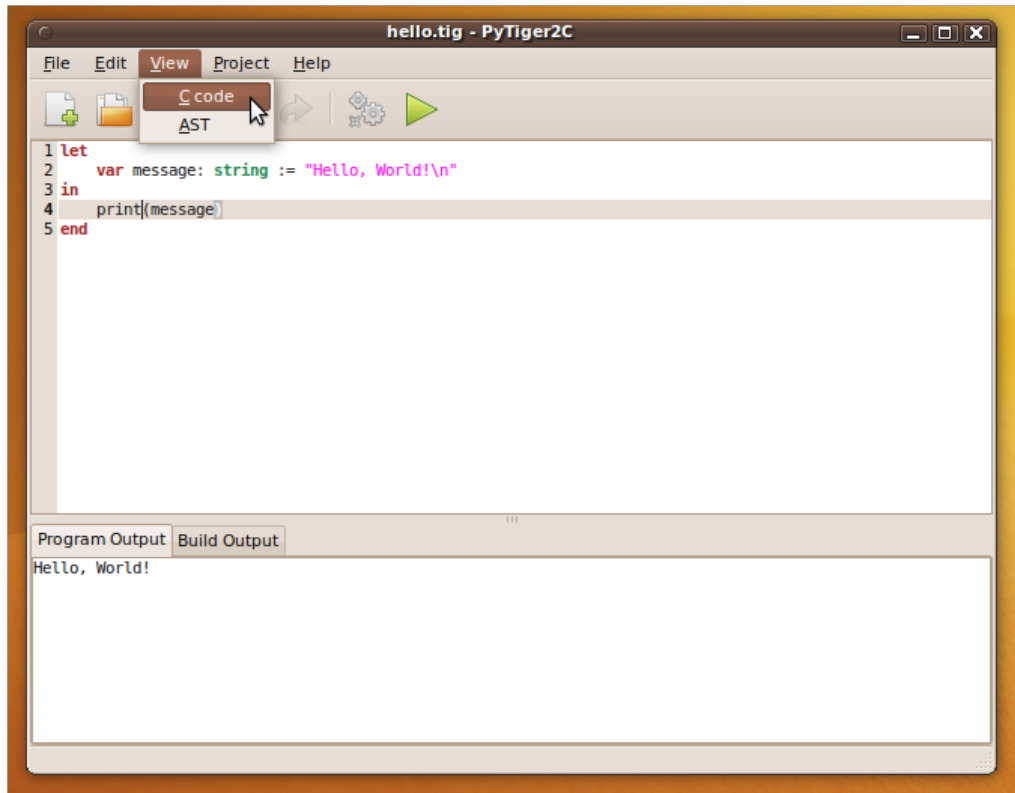 hello.tig - PyTiger2C
File Edit View Project Help
C code
AST
1 let
2 var message: string := "Hello, World!\n"
3 in
4 print(message)
5 end
Program Output Build Output
Hello, World!